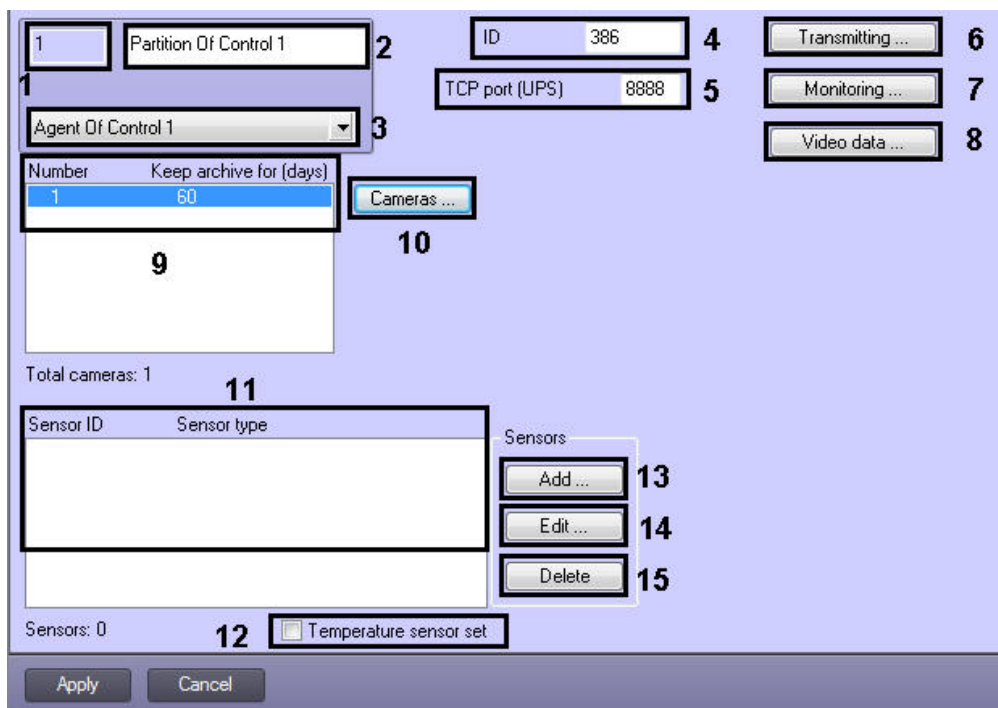 1 Partition Of Control 1 2 ID 386 4 Transmitting ... 6
1 TCP port (UPS) 8888 5 Monitoring ... 7
Agent Of Control 1 3 Video data ... 8
Number Keep archive for (days)
1 60 Cameras ...
10
9
Total cameras: 1
11
Sensor ID Sensor type Sensors
Add ... 13
Edit ... 14
Delete 15
Sensors: 0 12 Temperature sensor set
Apply Cancel